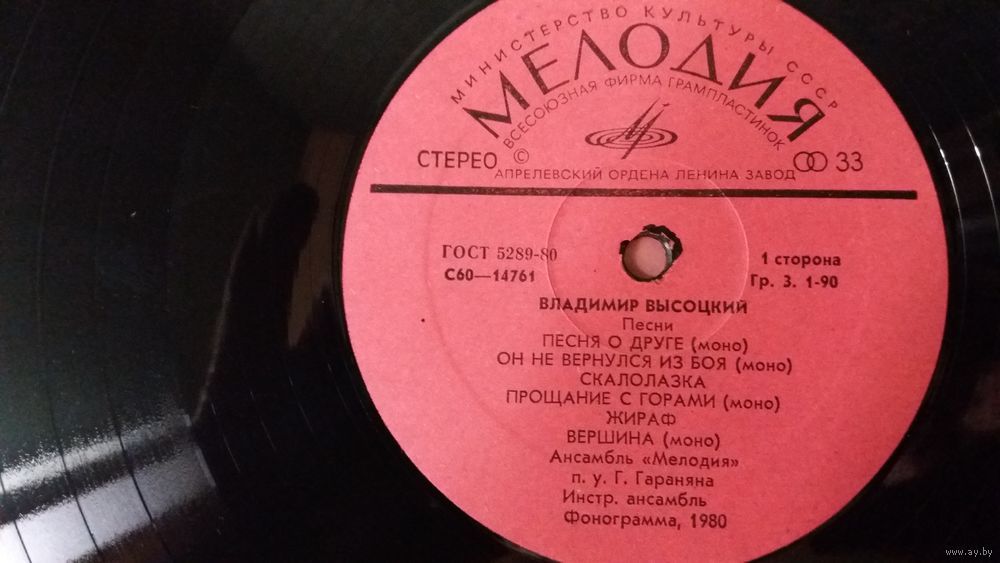 МИНИСТЕРСТВО КУЛЬТУРЫ СССР
МЕЛОДИЯ
ВСЕСОЮЗНАЯ ФИРМА ГРАМПЛАСТИНОК
СТЕРЕО © 33
АПРЕЛЕВСКИЙ ОРДЕНА ЛЕНИНА ЗАВОД
ГОСТ 5289-80
С60—14761
1 сторона
Гр. 3. 1-90
ВЛАДИМИР ВЫСОЦКИЙ
Песни
ПЕСНЯ О ДРУГЕ (моно)
ОН НЕ ВЕРНУЛСЯ ИЗ БОЯ (моно)
СКАЛОЛАЗКА
ПРОЩАНИЕ С ГОРАМИ (моно)
ЖИРАФ
ВЕРШИНА (моно)
Ансамбль «Мелодия»
п. у. Г. Гараняна
Инстр. ансамбль
Фонограмма, 1980
www.ay.by